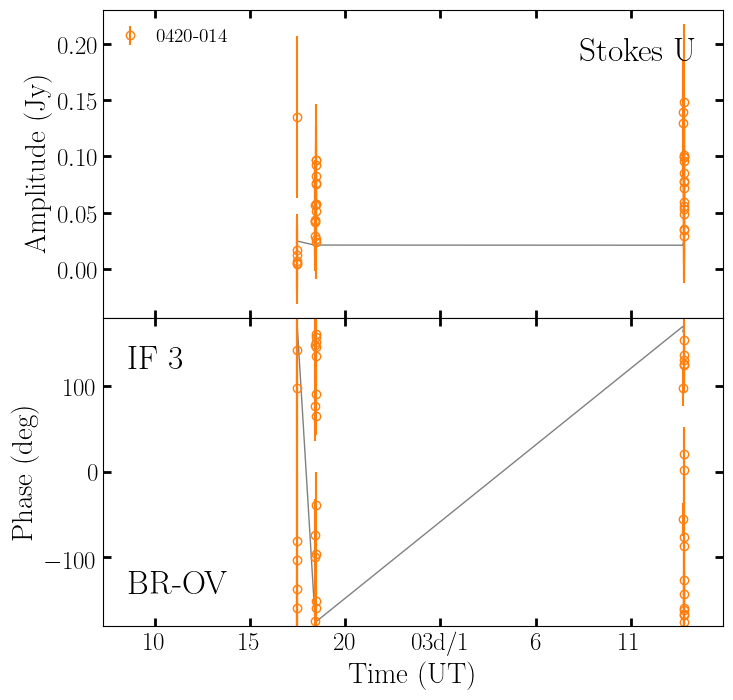 0420-014
Stokes U
0.20
0.15
0.10
0.05
0.00
Amplitude (Jy)
IF 3
100
0
−100
Phase (deg)
BR-OV
10 15 20 03d/1 6 11
Time (UT)